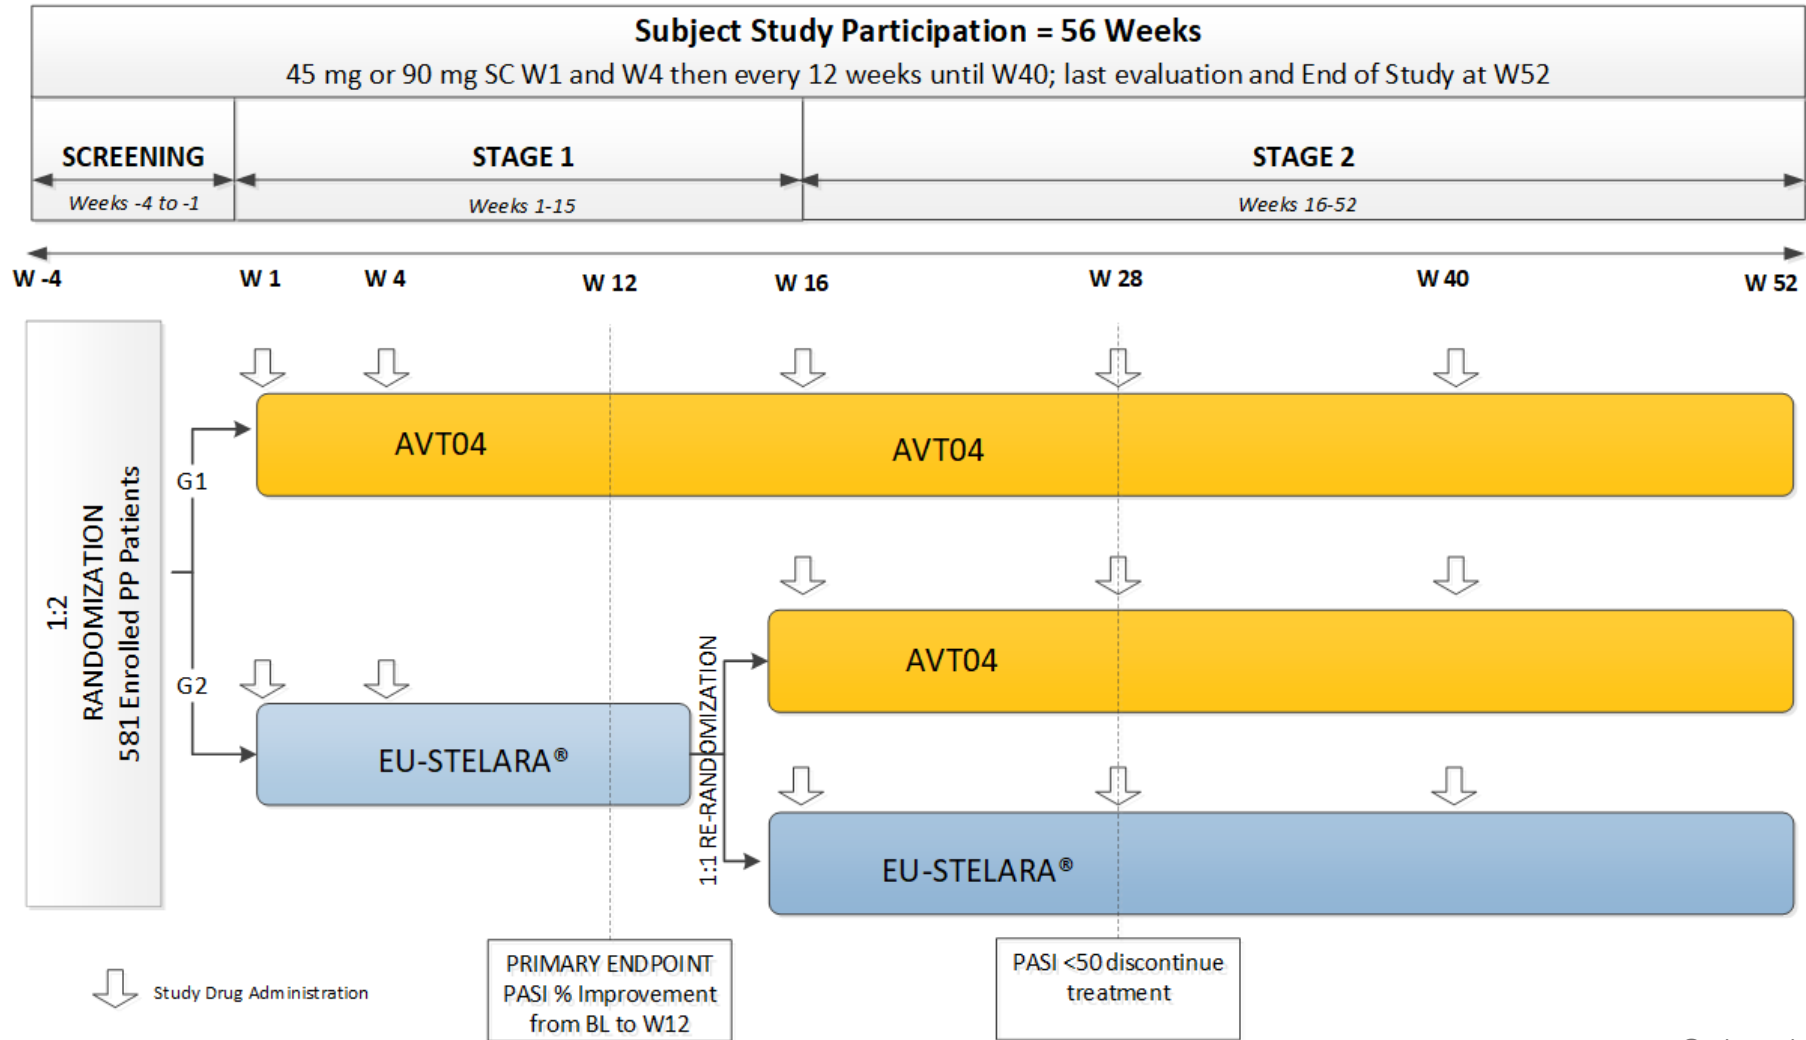 Subject Study Participation = 56 Weeks
45 mg or 90 mg SC W1 and W4 then every 12 weeks until W40; last evaluation and End of Study at W52
SCREENING
STAGE 1
STAGE 2
Weeks -4 to -1
Weeks 1-15
Weeks 16-52
W -4
W 1
W 4
W 12
W 16
W 28
W 40
W 52
1:2
RANDOMIZATION
581 Enrolled PP Patients
G1
AVT04
AVT04
G2
EU-STELARA®
1:1 RE-RANDOMIZATION
AVT04
EU-STELARA®
Study Drug Administration
PRIMARY ENDPOINT
PASI % Improvement
from BL to W12
PASI <50 discontinue
treatment